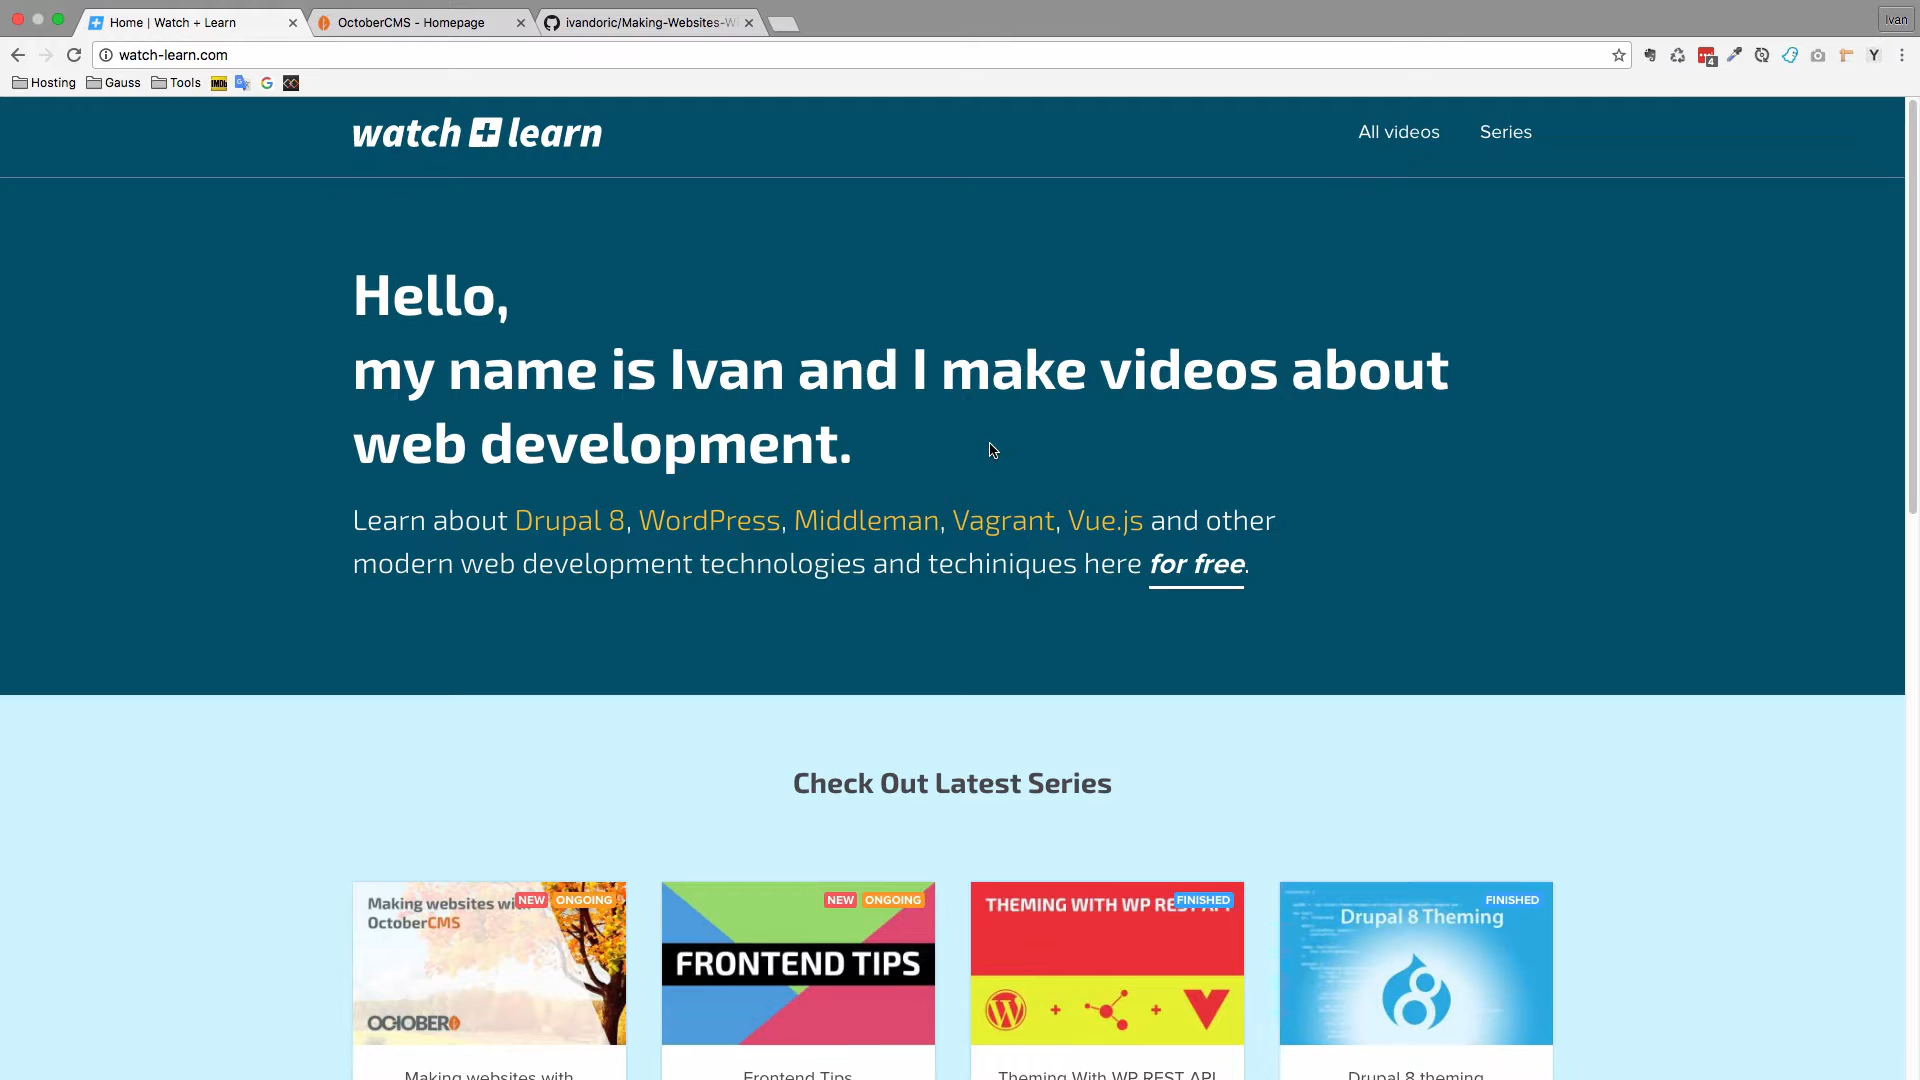 Home | Watch + Learn
OctoberCMS - Homepage
ivandoric/Making-Websites-W
Ivan
watch-learn.com
4
Y
Hosting
Gauss
Tools
IMDb
G
watch + learn
All videos
Series
Hello,
my name is Ivan and I make videos about
web development.
Learn about Drupal 8, WordPress, Middleman, Vagrant, Vue.js and other
modern web development technologies and techiniques here for free.
Check Out Latest Series
Making websites wi
OctoberCMS
NEW
ONGOING
OCTOBER
NEW
ONGOING
FRONTEND TIPS
THEMING WITH WP REST API
FINISHED
FINISHED
Drupal 8 Theming
Making websites with
Frontend Tips
Theming With WP REST API
Drupal 8 theming